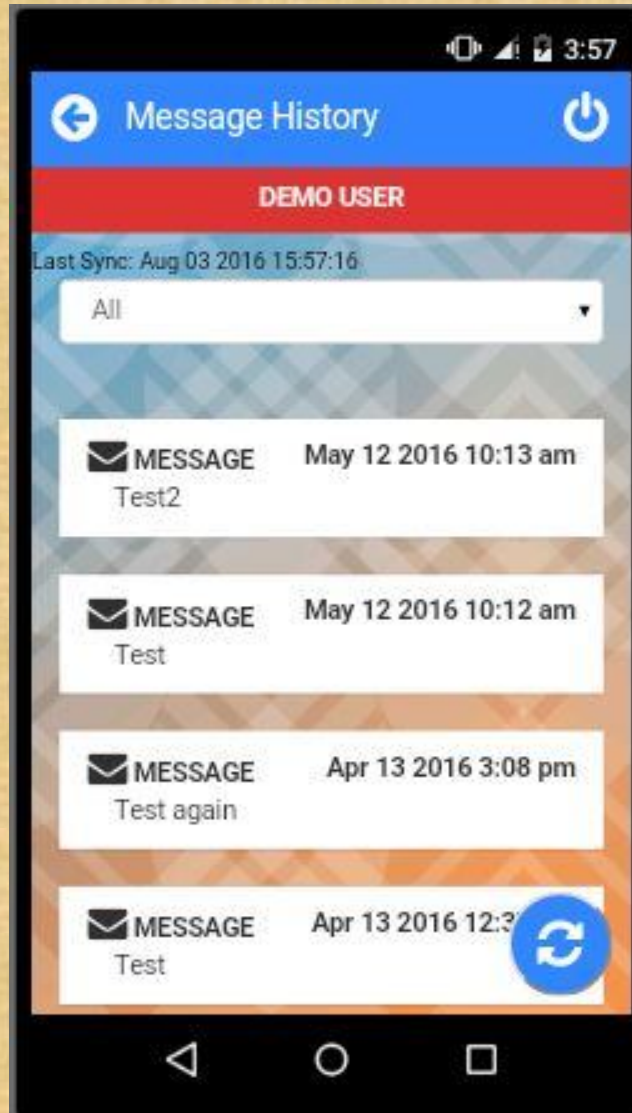 3:57
Message History
DEMO USER
Last Sync: Aug 03 2016 15:57:16
All
MESSAGE May 12 2016 10:13 am
Test2
MESSAGE May 12 2016 10:12 am
Test
MESSAGE Apr 13 2016 3:08 pm
Test again
MESSAGE Apr 13 2016
Test